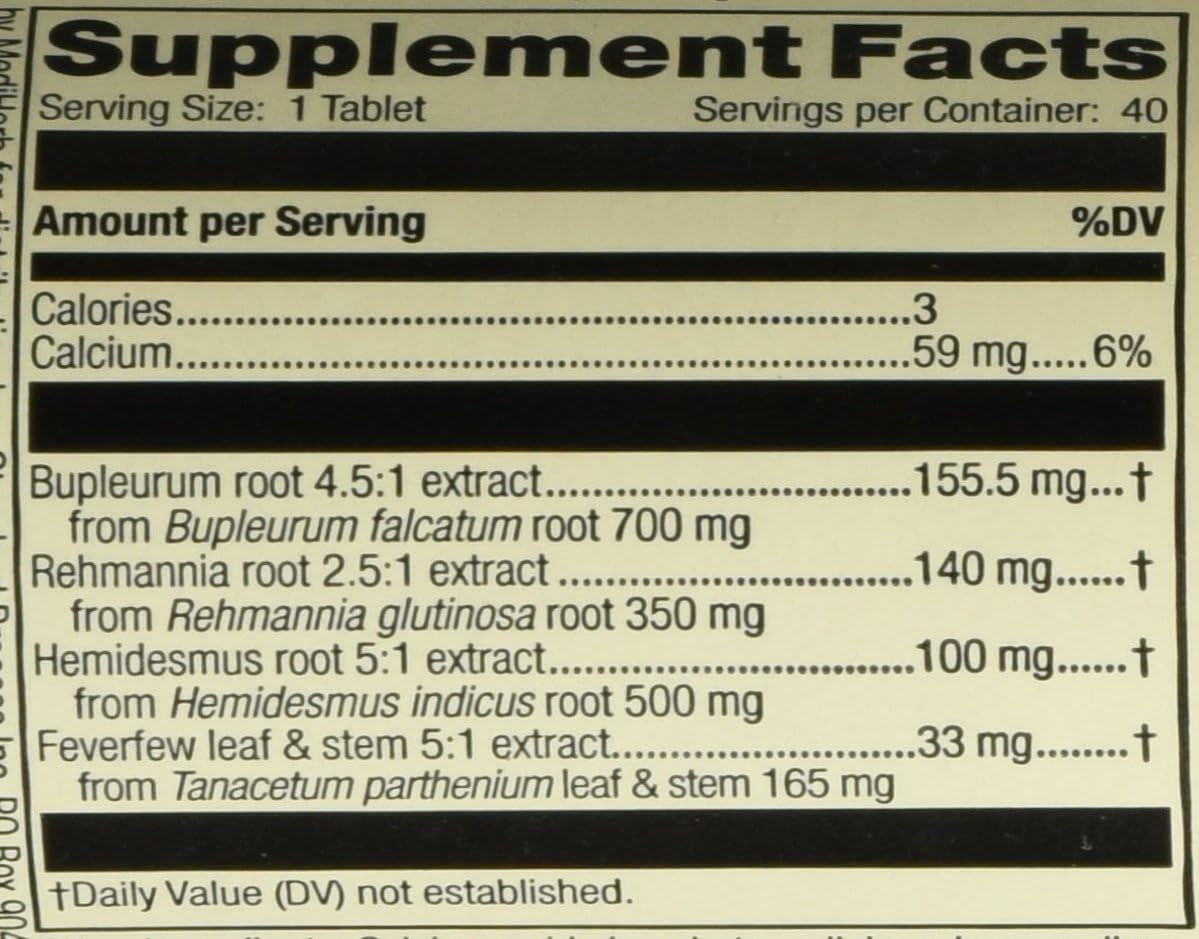 Supplement Facts
Serving Size: 1 Tablet Servings per Container: 40
Amount per Serving %DV
Calories..............................................................3
Calcium..............................................................59 mg.....6%
Bupleurum root 4.5:1 extract...............................155.5 mg...†
from Bupleurum falcatum root 700 mg
Rehmannia root 2.5:1 extract..............................140 mg......†
from Rehmannia glutinosa root 350 mg
Hemidesmus root 5:1 extract...............................100 mg......†
from Hemidesmus indicus root 500 mg
Feverfew leaf & stem 5:1 extract..........................33 mg........†
from Tanacetum parthenium leaf & stem 165 mg
†Daily Value (DV) not established.